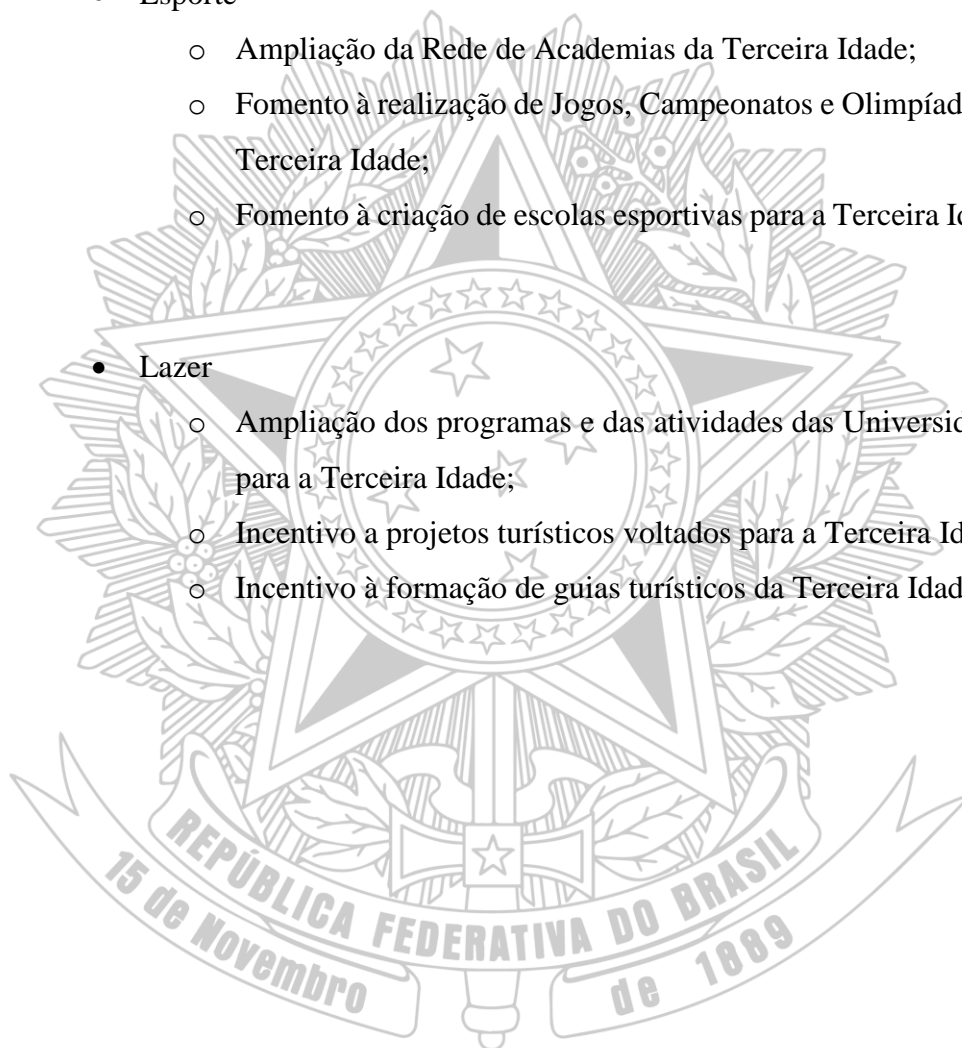 Esporte
o Ampliação da Rede de Academias da Terceira Idade;
o Fomento à realização de Jogos, Campeonatos e Olimpíad
Terceira Idade;
o Fomento à criação de escolas esportivas para a Terceira
• Lazer
o Ampliação dos programas e das atividades das
para a Terceira Idade;
o Incentivo a projetos turísticos voltados para a Terceira
o Incentivo à formação de guias turísticos da Terceira Idad
REPÚBLICA FEDERATIVA DO BRASIL
15 de Novembro de 1889